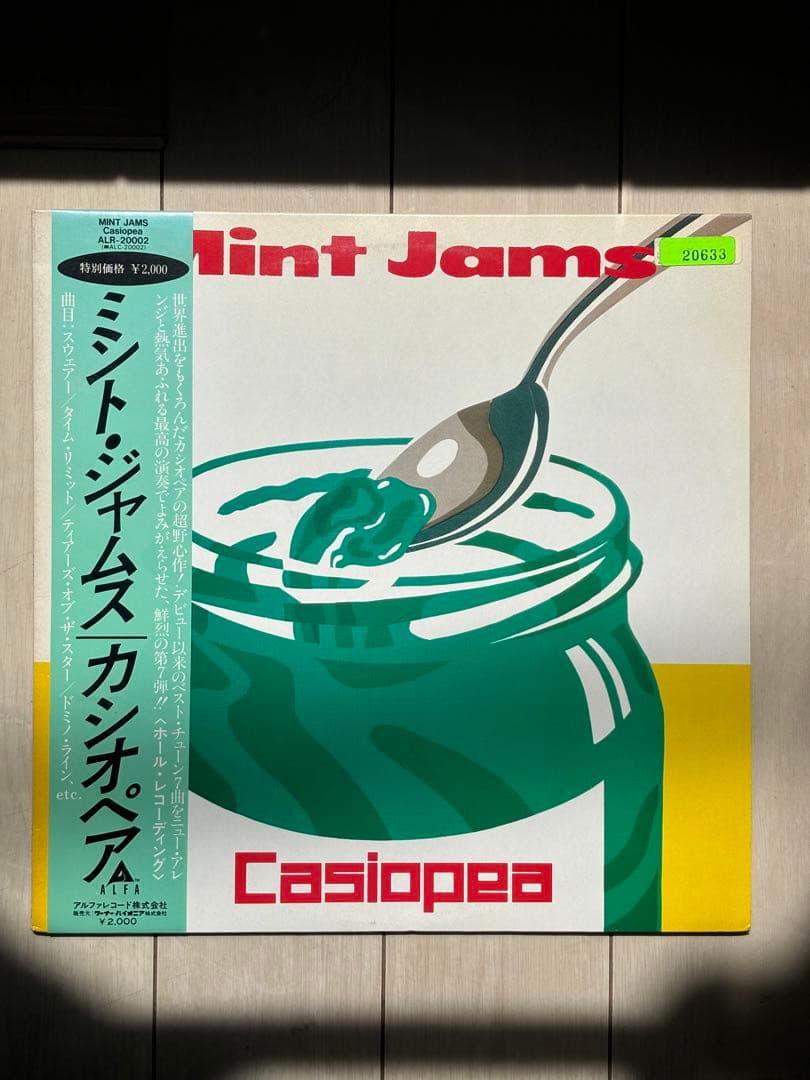 MINT JAMS
Casiopea
ALR-20002
(■ALC-20002)
特別価格 ¥2,000
世界進出をもくろんだカシオペアの超野心作!デビュー以来のベスト・チューン7曲をニュー・アレ
ンジと熱気あふれる最高の演奏でよみがえらせた、鮮烈の第7弾!!〈ホール・レコーディング〉
ミント・ジャムス|カシオペア
曲目:スウェアー/タイム・リミット/ティアーズ・オブ・ザ・スター/ドミノ・ライン、
etc.
ALFA
アルファレコード株式会社
販売元:ワーナー・パイオニア株式会社
¥2,000
Mint Jams
20633
Casiopea